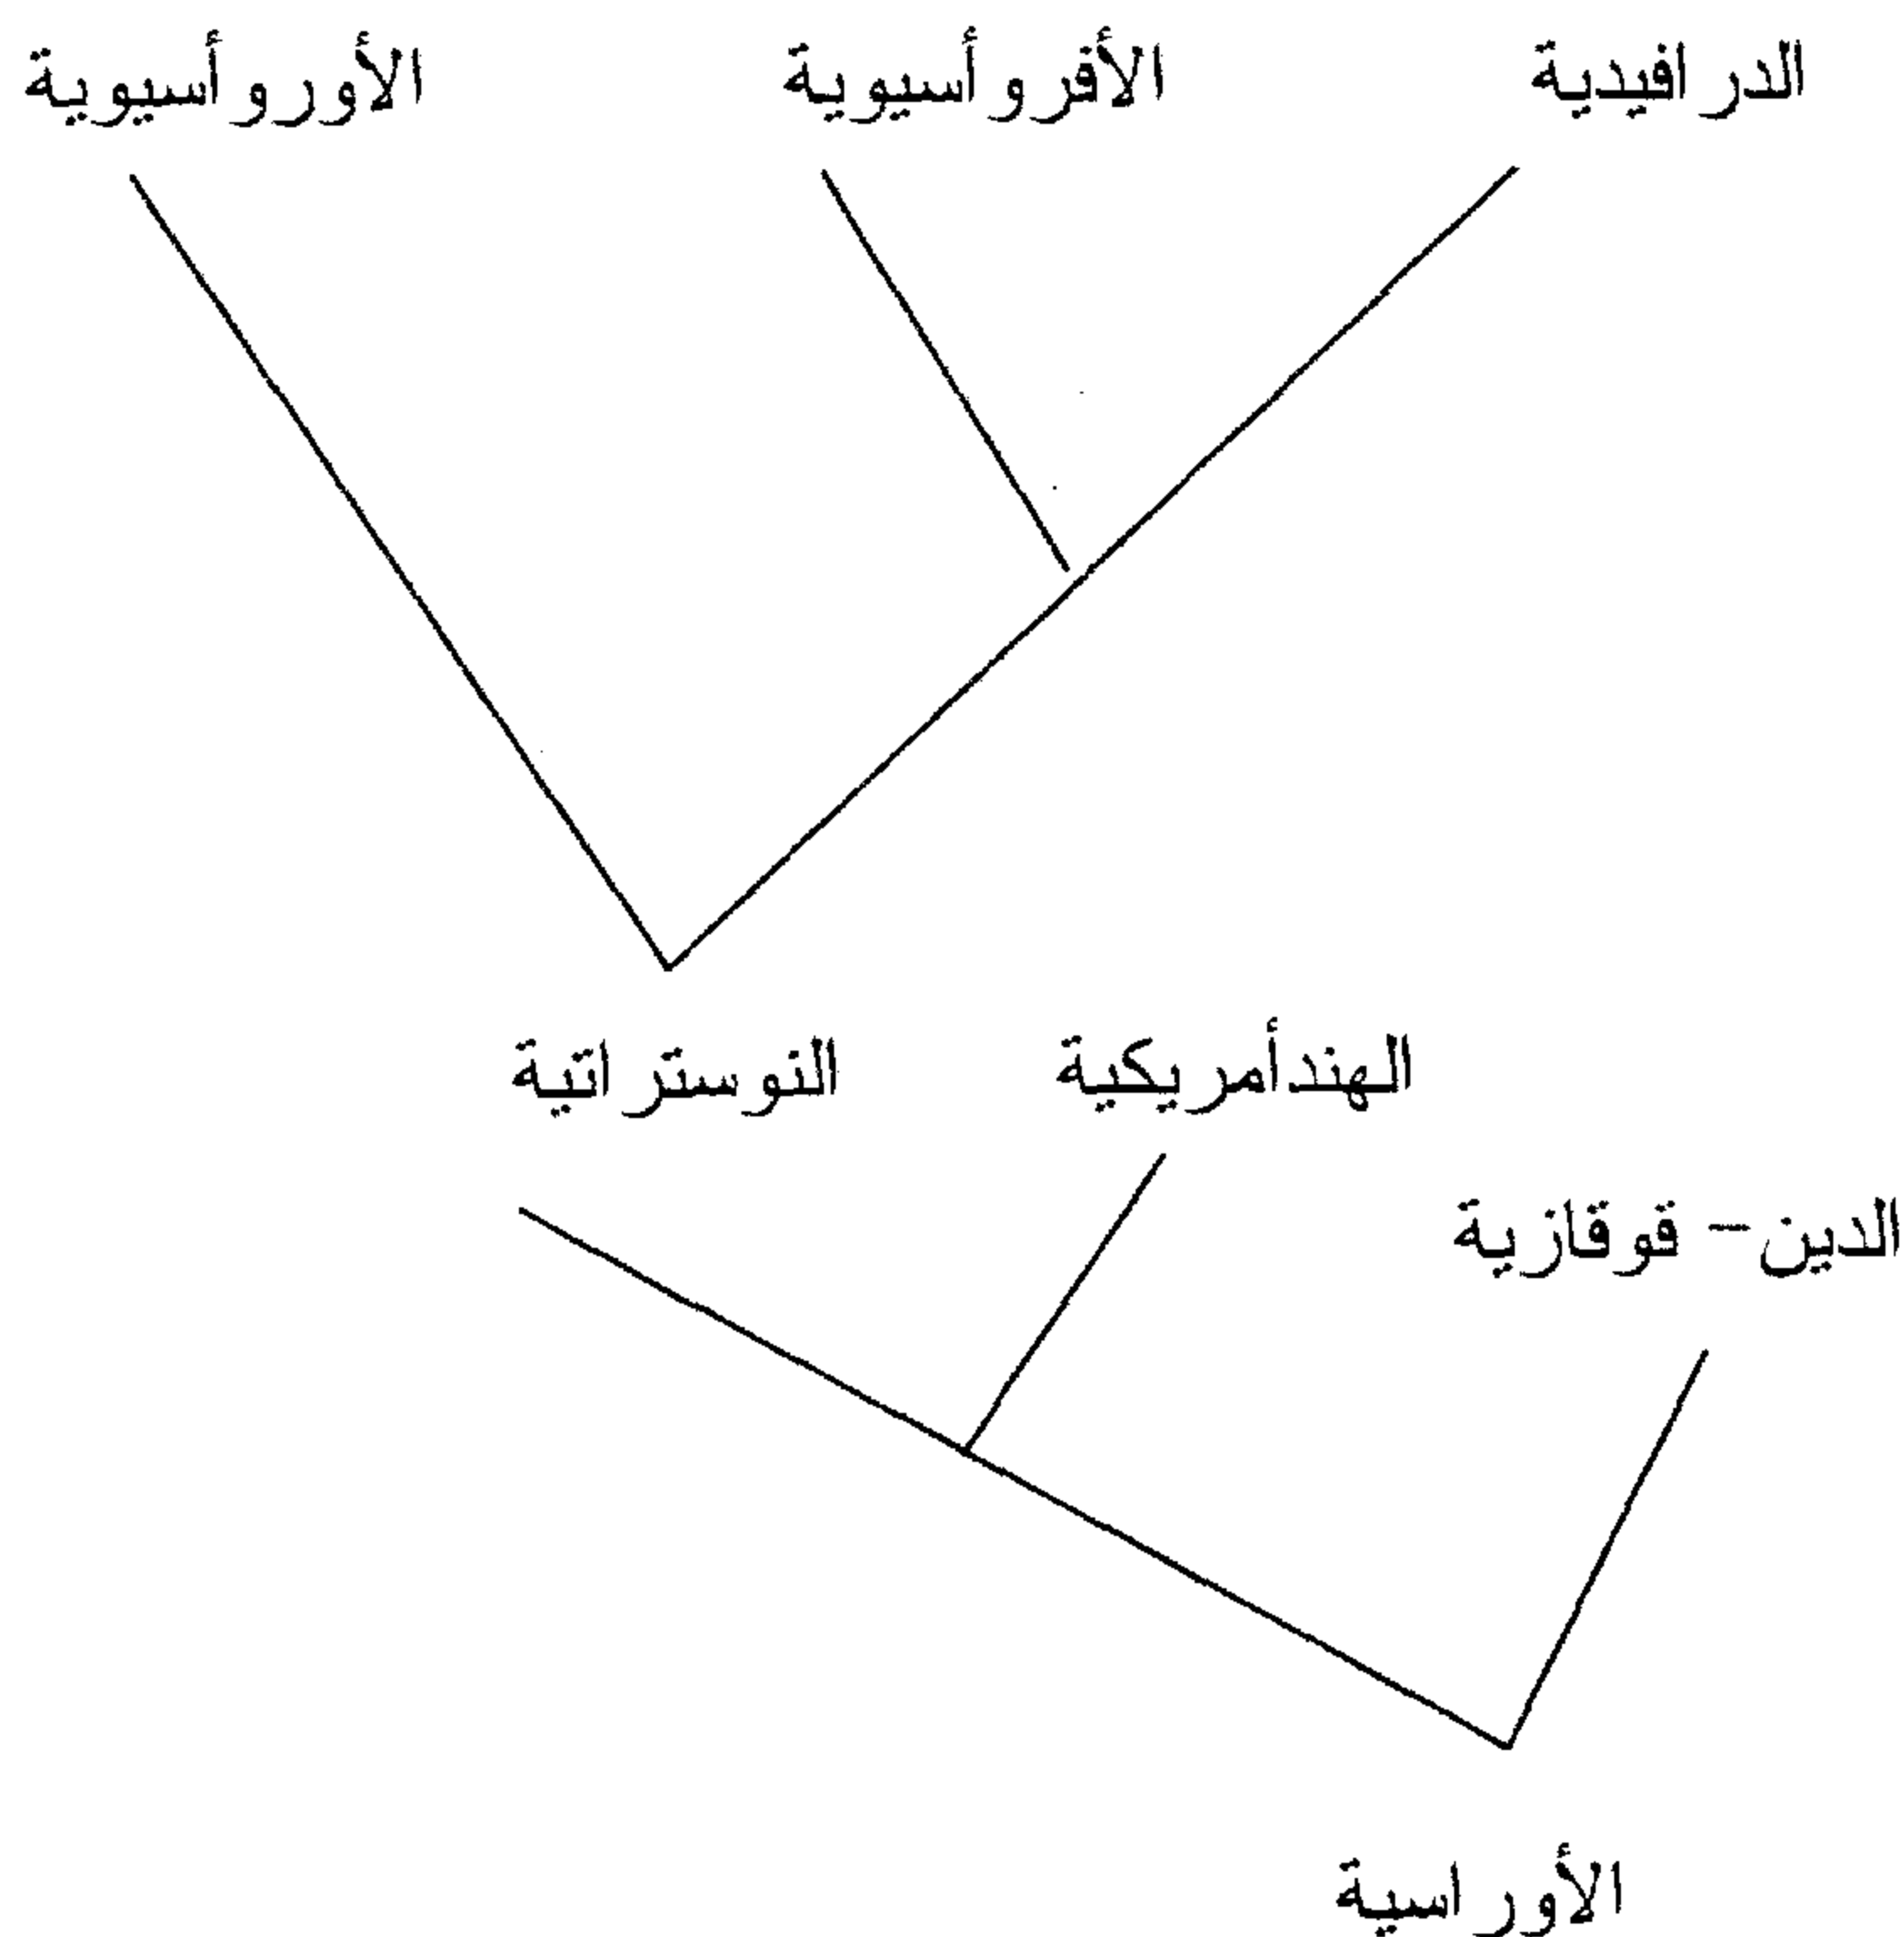 الدرافيدية الأفروأسيوية الأوروأسيوية
النوستراتية الهندأمريكية
الدين – قوقازية
الأوراسية